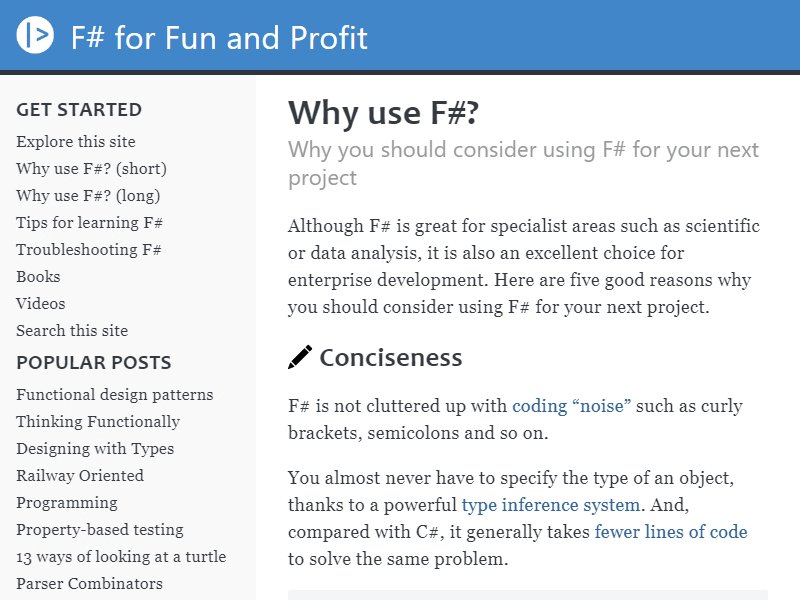 F# for Fun and Profit
GET STARTED
Explore this site
Why use F#? (short)
Why use F#? (long)
Tips for learning F#
Troubleshooting F#
Books
Videos
Search this site
POPULAR POSTS
Functional design patterns
Thinking Functionally
Designing with Types
Railway Oriented
Programming
Property-based testing
13 ways of looking at a turtle
Parser Combinators
Why use F#?
Why you should consider using F# for your next
project
Although F# is great for specialist areas such as scientific
or data analysis, it is also an excellent choice for
enterprise development. Here are five good reasons why
you should consider using F# for your next project.
Conciseness
F# is not cluttered up with coding “noise” such as curly
brackets, semicolons and so on.
You almost never have to specify the type of an object,
thanks to a powerful type inference system. And,
compared with C#, it generally takes fewer lines of code
to solve the same problem.